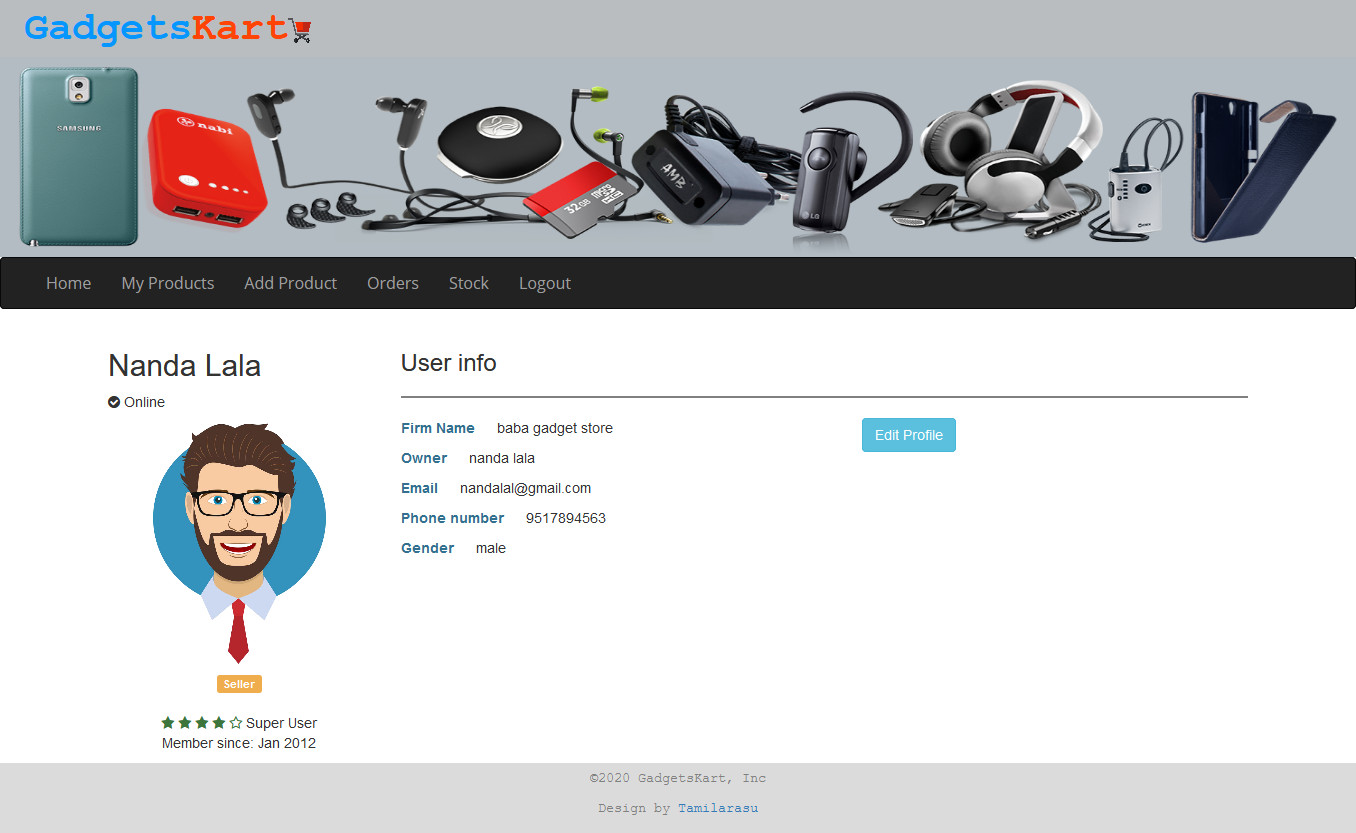 GadgetsKart
SAMSUNG
nabi
32GB
micro SD HC
AMB
LG
Home My Products Add Product Orders Stock Logout
Nanda Lala
Online
User info
Firm Name baba gadget store
Edit Profile
Owner nanda lala
Email nandalal@gmail.com
Phone number 9517894563
Gender male
Seller
Super User
Member since: Jan 2012
©2020 GadgetsKart, Inc
Design by Tamilarasu